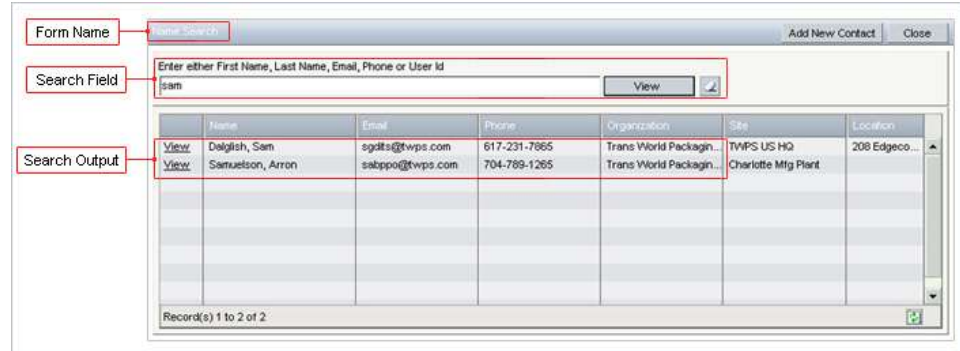 Form Name
Name Search
Add New Contact
Close
Search Field
Enter either First Name, Last Name, Email, Phone or User Id
sam
View
Search Output
Name Email Phone Organization Site Location
View Dalglish, Sam sgdits@twps.com 617-231-7865 Trans World Packagin... TWPS US HQ 208 Edgeco...
View Samuelson, Arron sabppo@twps.com 704-789-1265 Trans World Packagin... Charlotte Mfg Plant
Record(s) 1 to 2 of 2